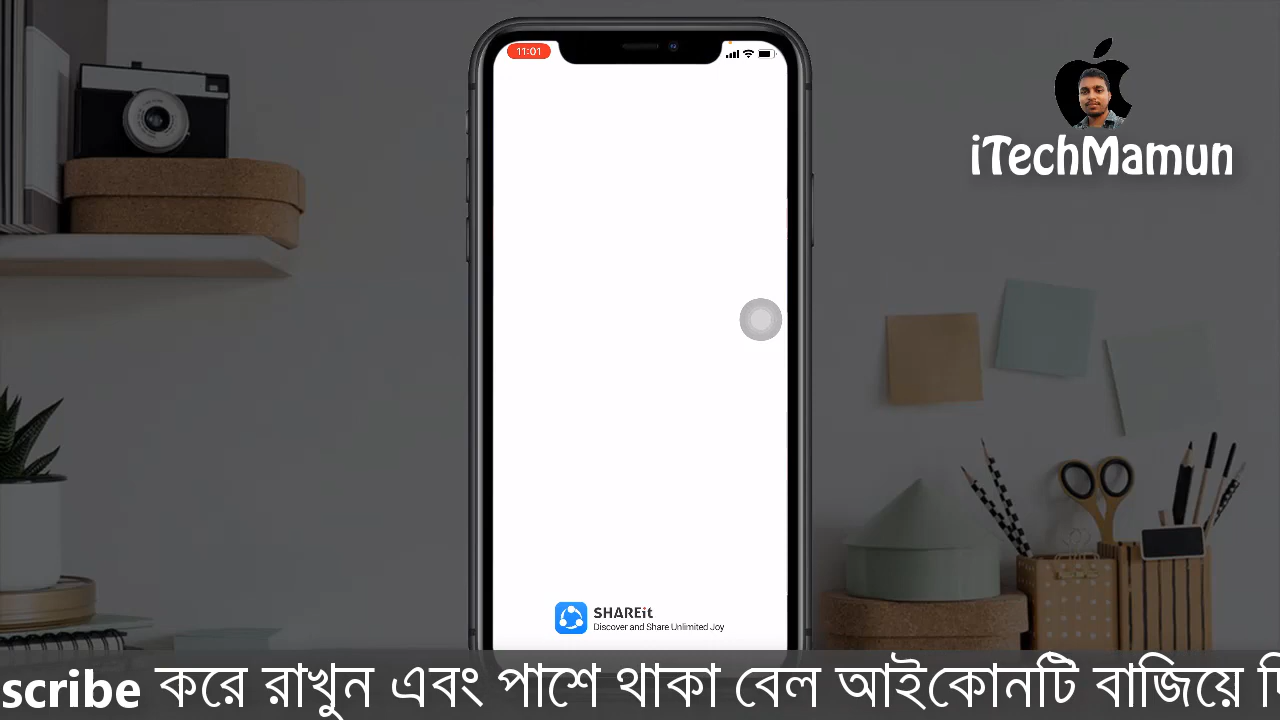 11:01
iTechMamun
SHAREit
Discover and Share Unlimited Joy
scribe করে রাখুন এবং পাশে থাকা বেল আইকোনটি বাজিয়ে